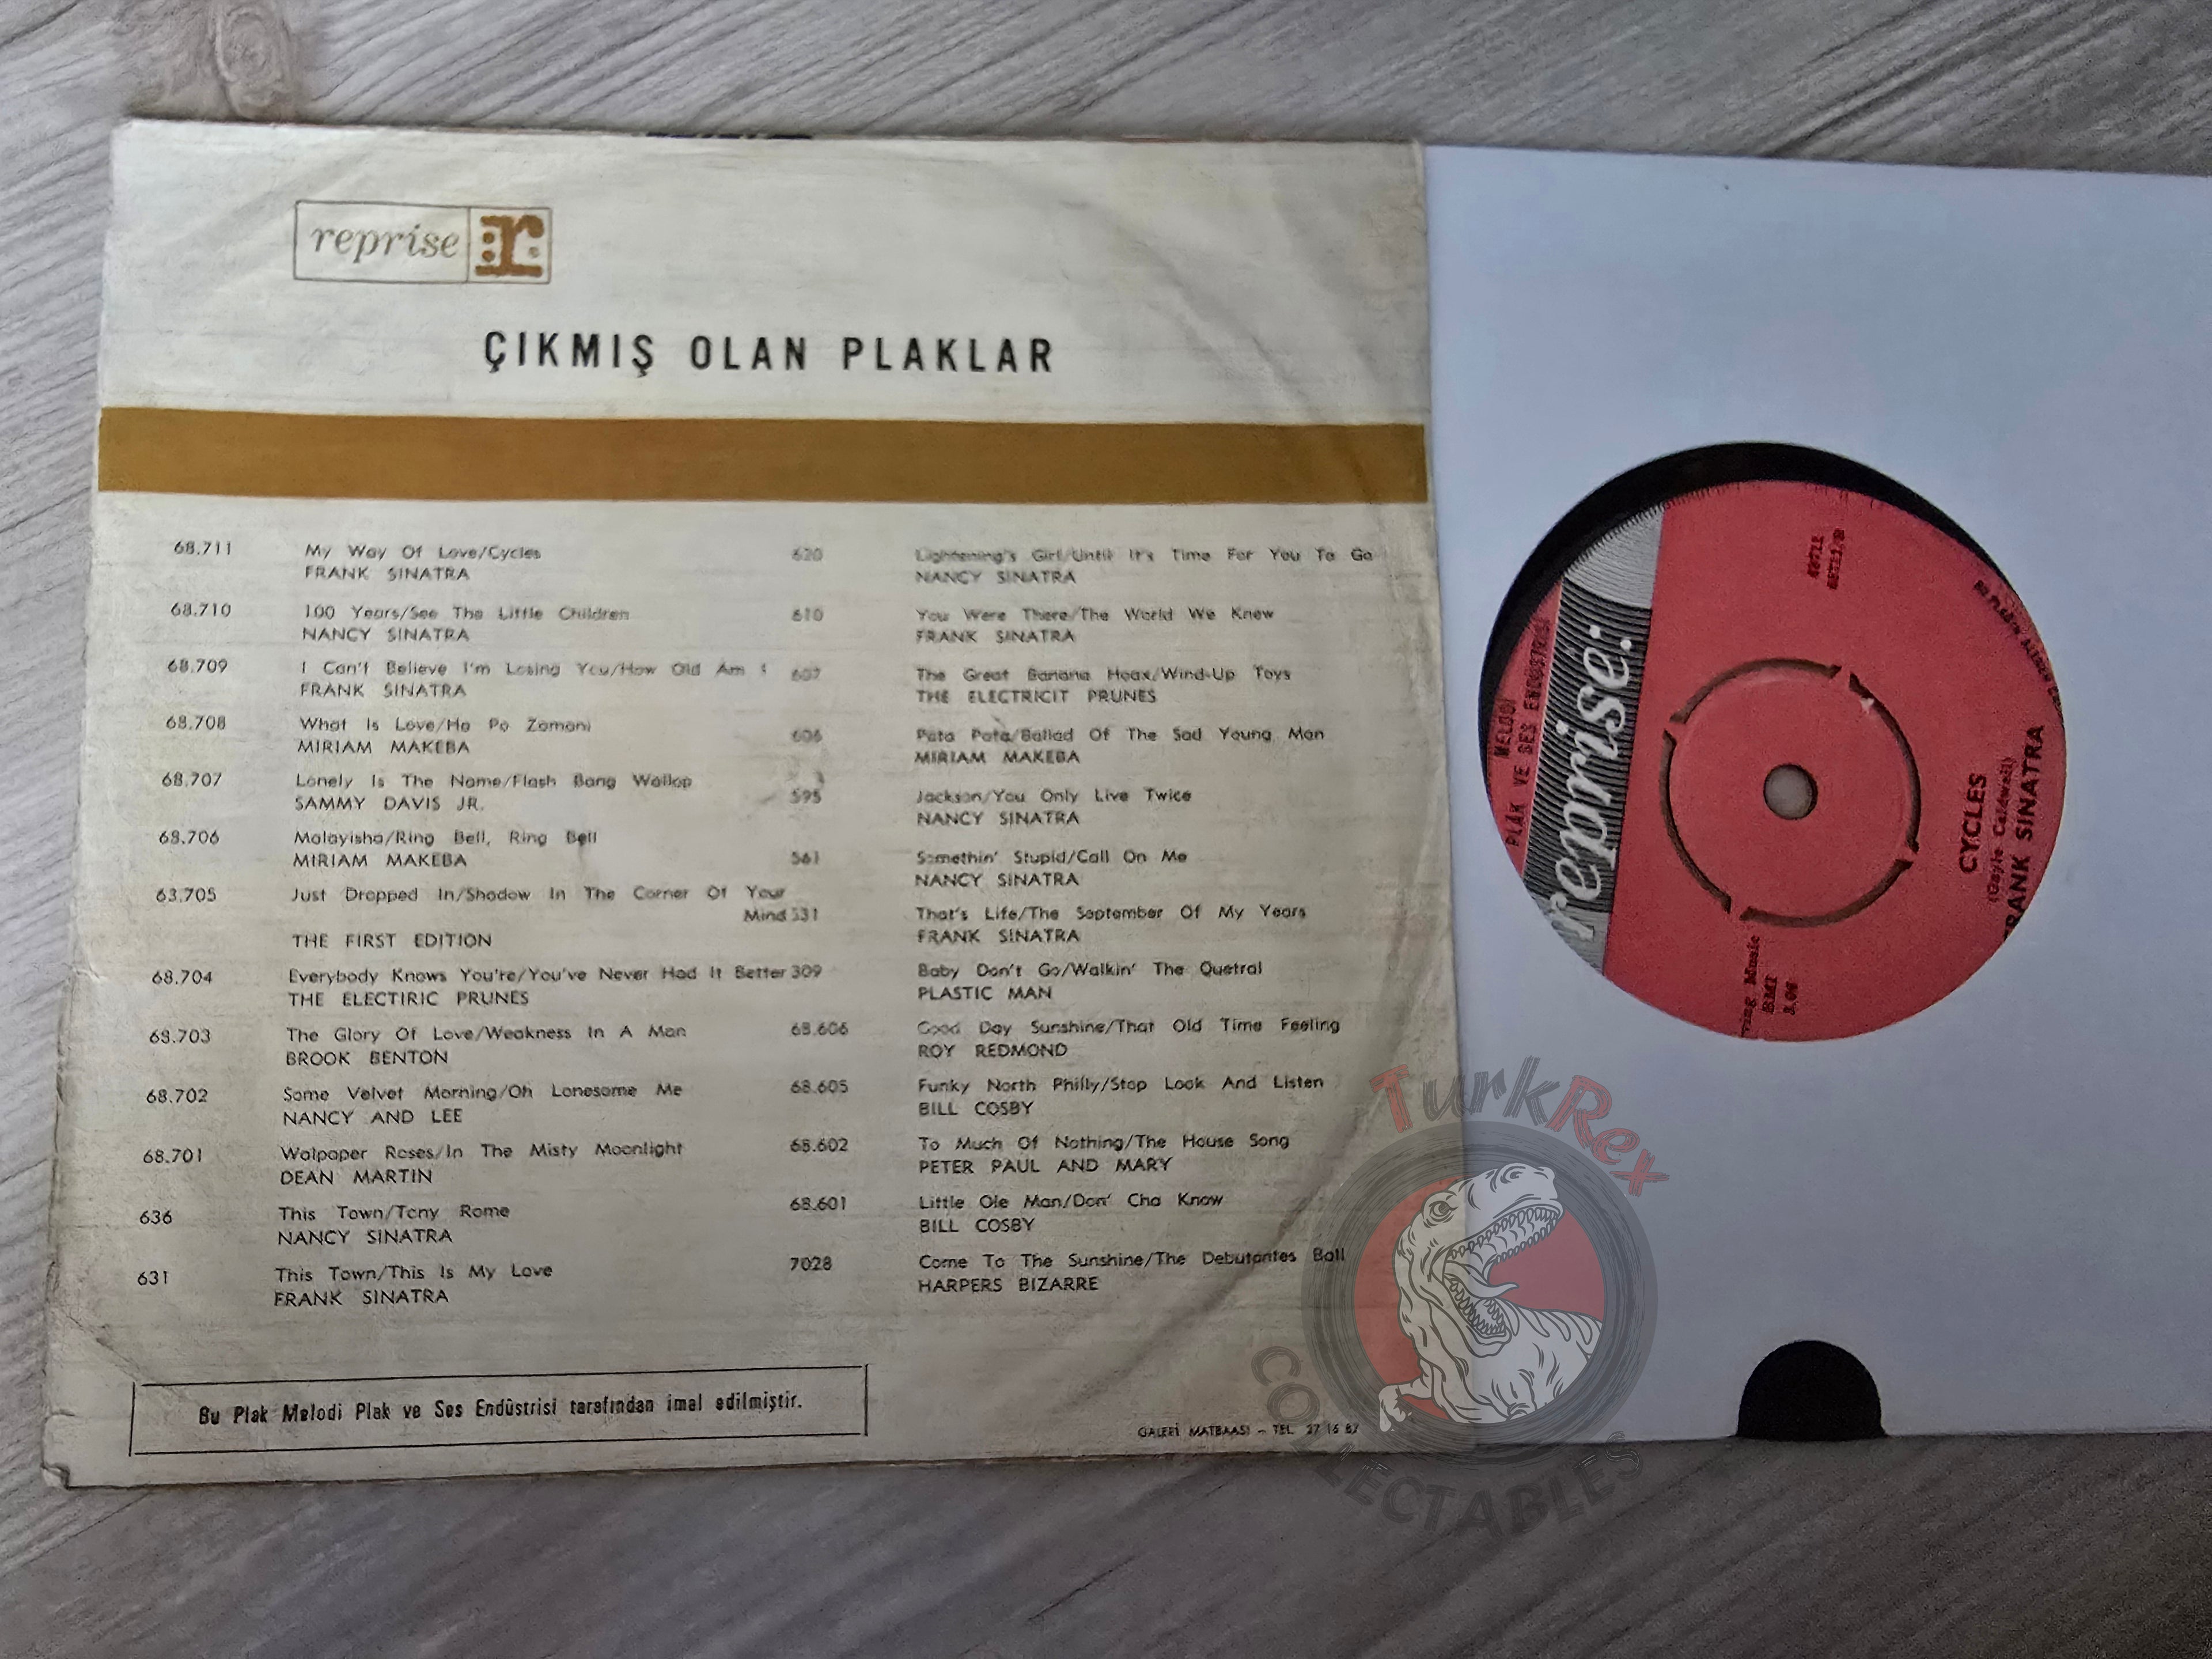 reprise r
ÇIKMIŞ OLAN PLAKLAR
68.711 My Way Of Love/Cycles
FRANK SINATRA
68.710 100 Years/See The Little Children
NANCY SINATRA
68.709 I Can't Believe I'm Losing You/How Old Am I
FRANK SINATRA
68.708 What Is Love/Ha Po Zamani
MIRIAM MAKEBA
68.707 Lonely Is The Name/Flash Bang Wallop
SAMMY DAVIS JR.
68.706 Malayisha/Ring Bell, Ring Bell
MIRIAM MAKEBA
63.705 Just Dropped In/Shadow In The Corner Of Your
Mind
THE FIRST EDITION
68.704 Everybody Knows You're/You've Never Had It Better
THE ELECTIRIC PRUNES
68.703 The Glory Of Love/Weakness In A Man
BROOK BENTON
68.702 Some Velvet Morning/Oh Lonesome Me
NANCY AND LEE
68.701 Walpaper Roses/In The Misty Moonlight
DEAN MARTIN
636 This Town/Tony Rome
NANCY SINATRA
631 This Town/This Is My Love
FRANK SINATRA
620 Lightening's Girl/Until It's Time For You To Go
NANCY SINATRA
610 You Were There/The World We Knew
FRANK SINATRA
607 The Great Banana Hoax/Wind-Up Toys
THE ELECTRICIT PRUNES
606 Pata Pata/Ballad Of The Sad Young Man
MIRIAM MAKEBA
595 Jackson/You Only Live Twice
NANCY SINATRA
561 Somethin' Stupid/Call On Me
NANCY SINATRA
531 That's Life/The September Of My Years
FRANK SINATRA
309 Baby Don't Go/Walkin' The Quetral
PLASTIC MAN
68.606 Good Day Sunshine/That Old Time Feeling
ROY REDMOND
68.605 Funky North Philly/Stop Look And Listen
BILL COSBY
68.602 To Much Of Nothing/The House Song
PETER PAUL AND MARY
68.601 Little Ole Man/Don' Cha Know
BILL COSBY
7028 Come To The Sunshine/The Debutantes Ball
HARPERS BIZARRE
Bu Plak Melodi Plak ve Ses Endüstrisi tarafından imal edilmiştir.
GALERİ MATBAASI – TEL. 27 16 87
MELODİ
PLAK VE SES ENDÜSTRİSİ
reprise:
68711
BMI
CYCLES
(Gayle Caldwell)
FRANK SINATRA
TurkRex
COLLECTABLES